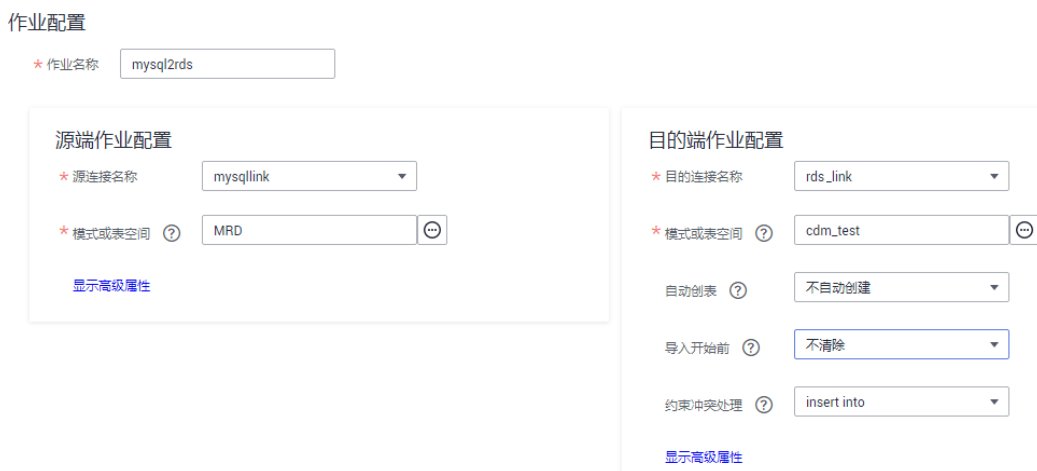 作业配置
* 作业名称 mysql2rds
源端作业配置
* 源连接名称 mysqllink
* 模式或表空间 ? MRD
显示高级属性
目的端作业配置
* 目的连接名称 rds_link
* 模式或表空间 ? cdm_test
自动创表 ? 不自动创建
导入开始前 ? 不清除
约束冲突处理 ? insert into
显示高级属性